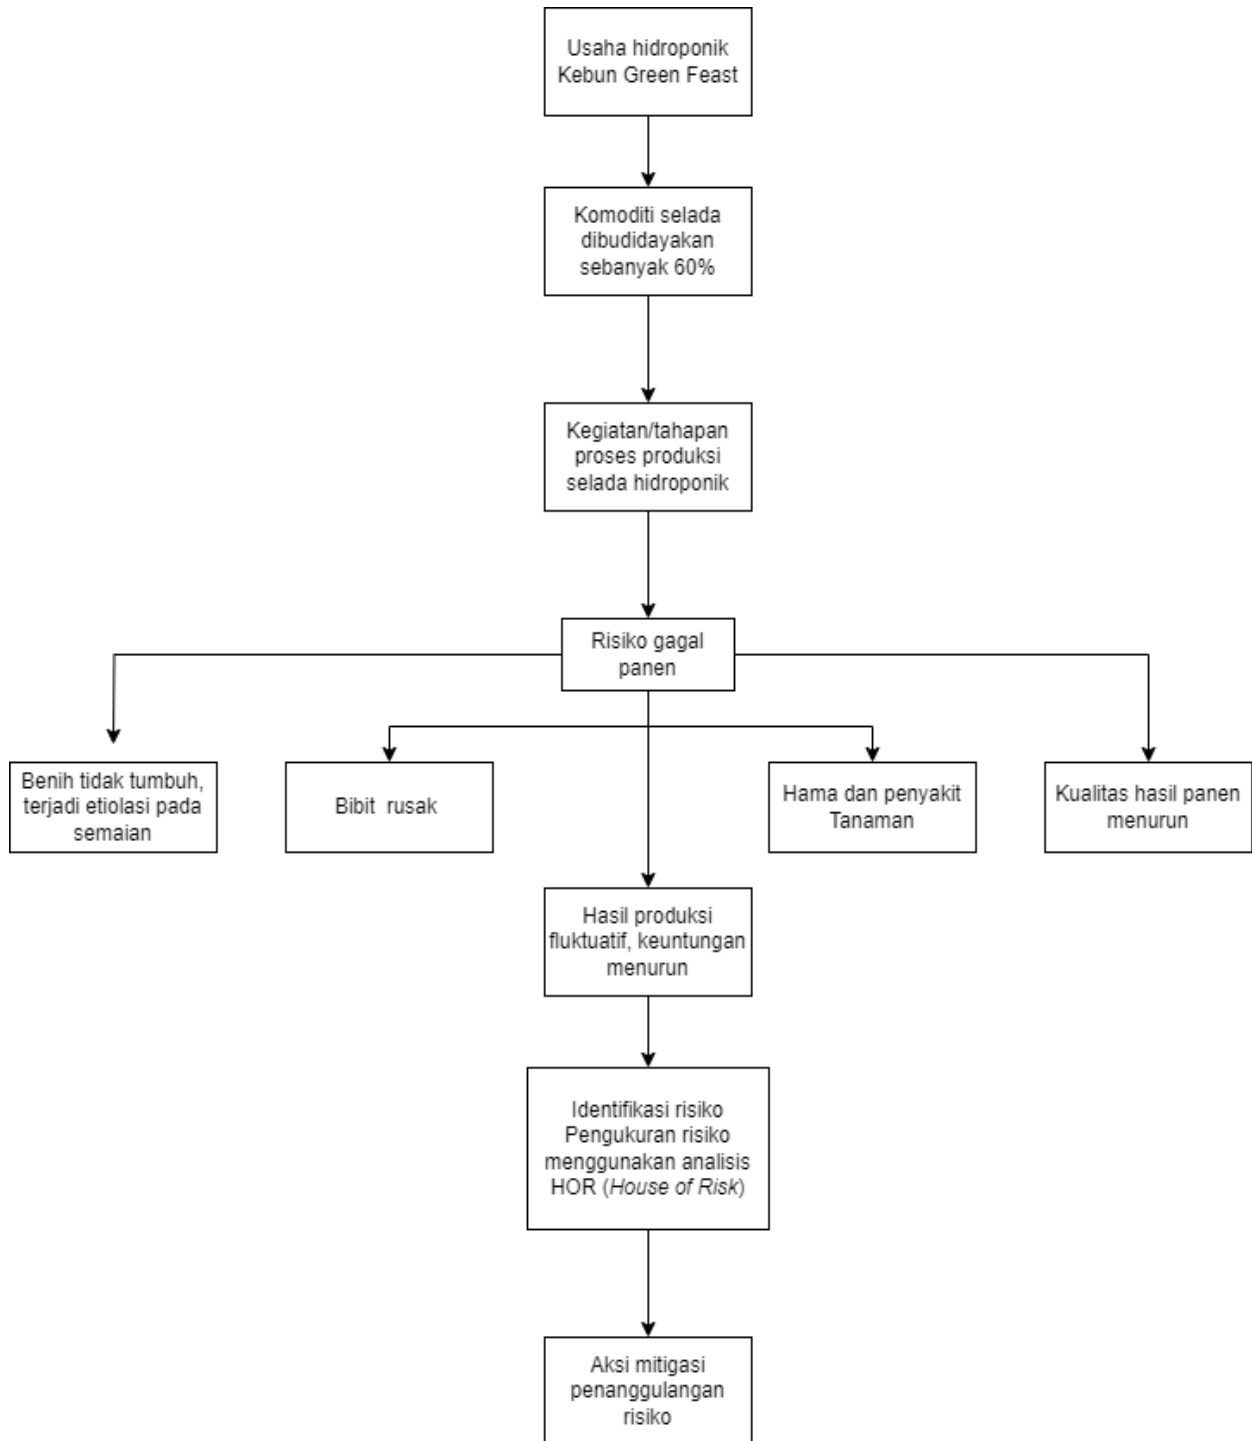 Usaha hidroponik
Kebun Green Feast
Komoditi selada
dibudidayakan
sebanyak 60%
Kegiatan/tahapan
proses produksi
selada hidroponik
Risiko gagal
panen
Benih tidak tumbuh,
terjadi etiolasi pada
semaian
Bibit rusak
Hama dan penyakit
Tanaman
Kualitas hasil panen
menurun
Hasil produksi
fluktuatif, keuntungan
menurun
Identifikasi risiko
Pengukuran risiko
menggunakan analisis
HOR (House of Risk)
Aksi mitigasi
penanggulangan
risiko